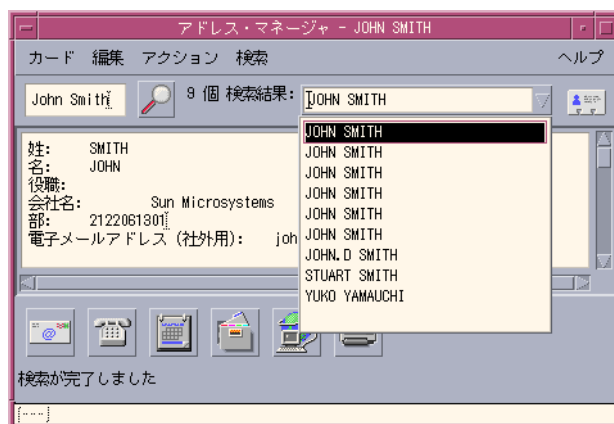 アドレス・マネージャ - JOHN SMITH
カード 編集 アクション 検索 ヘルプ
John Smith 9 個 検索結果: JOHN SMITH
JOHN SMITH
JOHN SMITH
JOHN SMITH
JOHN SMITH
JOHN SMITH
JOHN SMITH
JOHN.D SMITH
STUART SMITH
YUKO YAMAUCHI
姓: SMITH
名: JOHN
役職:
会社名: Sun Microsystems
部: 2122061301
電子メールアドレス (社外用): joh
検索が完了しました
[---]